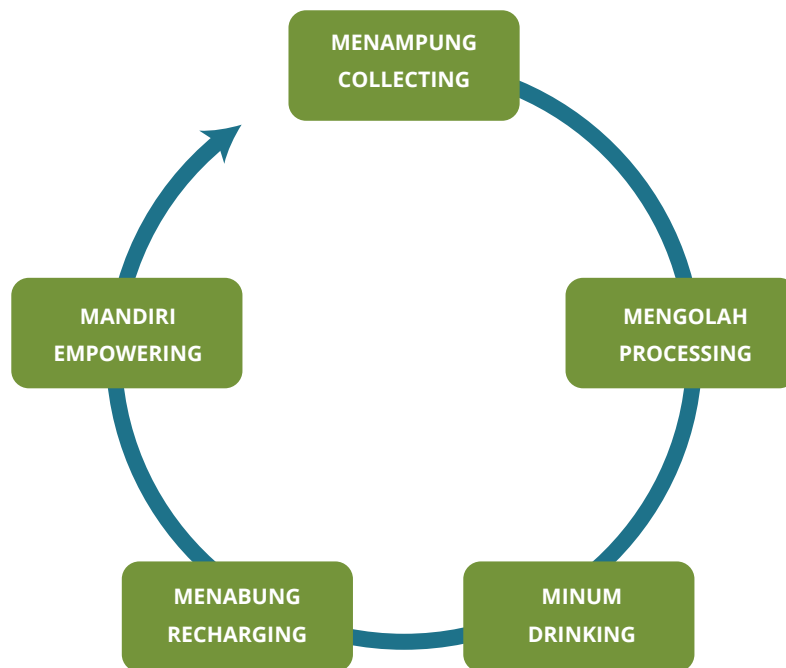 MENAMPUNG
COLLECTING
MENGOLAH
PROCESSING
MINUM
DRINKING
MENABUNG
RECHARGING
MANDIRI
EMPOWERING